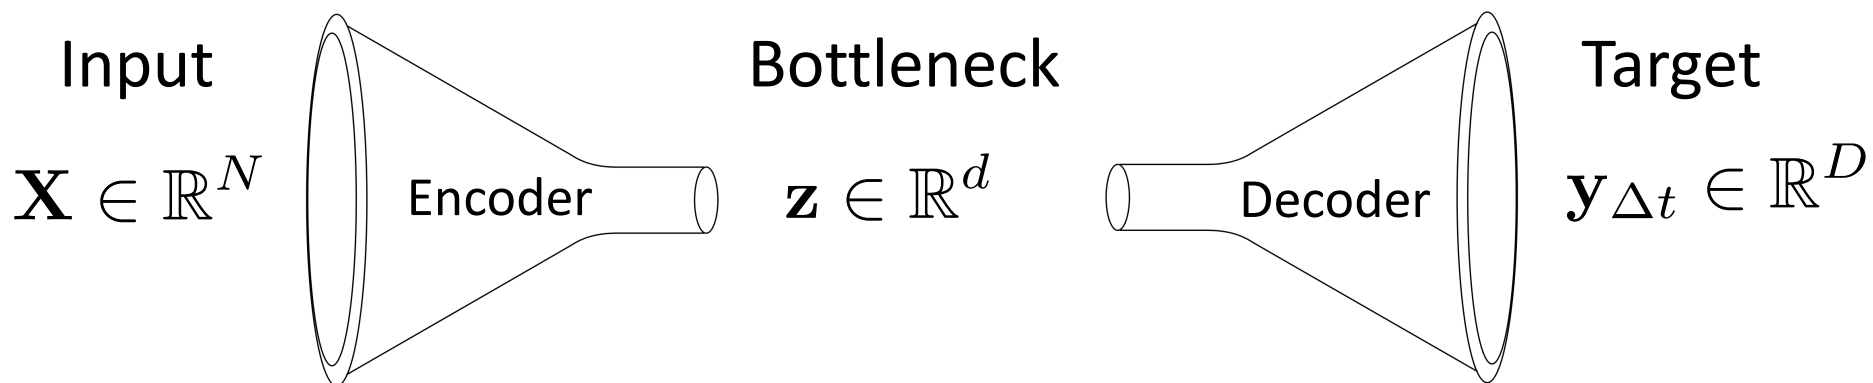 Input
Bottleneck
Target
Encoder
Decoder
𝐗 ∈ ℝ^N
𝐳 ∈ ℝ^d
𝐲_Δt ∈ ℝ^D